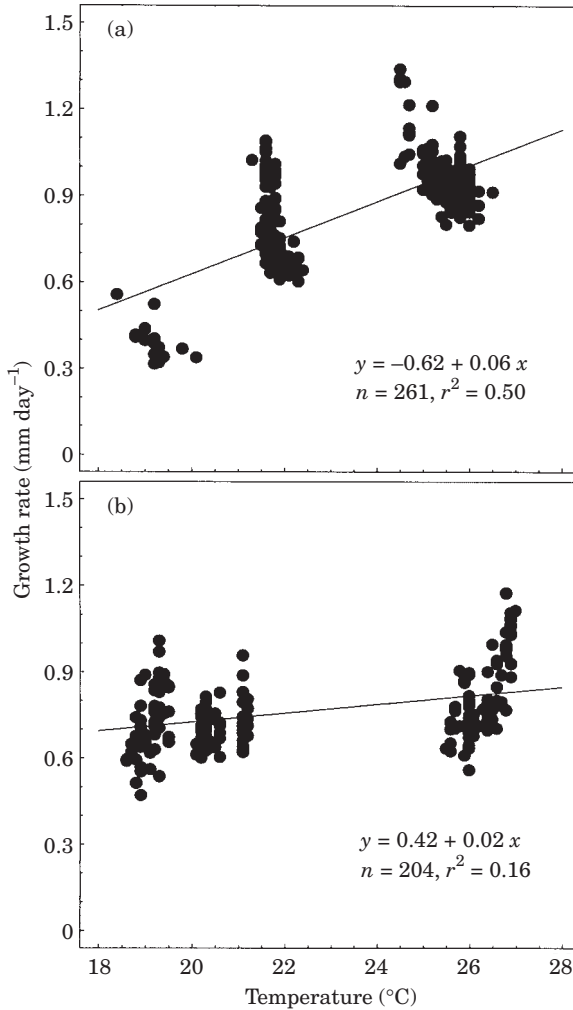 (a)
1.5
1.2
0.9
0.6
0.3
0
y = –0.62 + 0.06 x
n = 261, r² = 0.50
Growth rate (mm day⁻¹)
(b)
1.5
1.2
0.9
0.6
0.3
0
y = 0.42 + 0.02 x
n = 204, r² = 0.16
18 20 22 24 26 28
Temperature (°C)